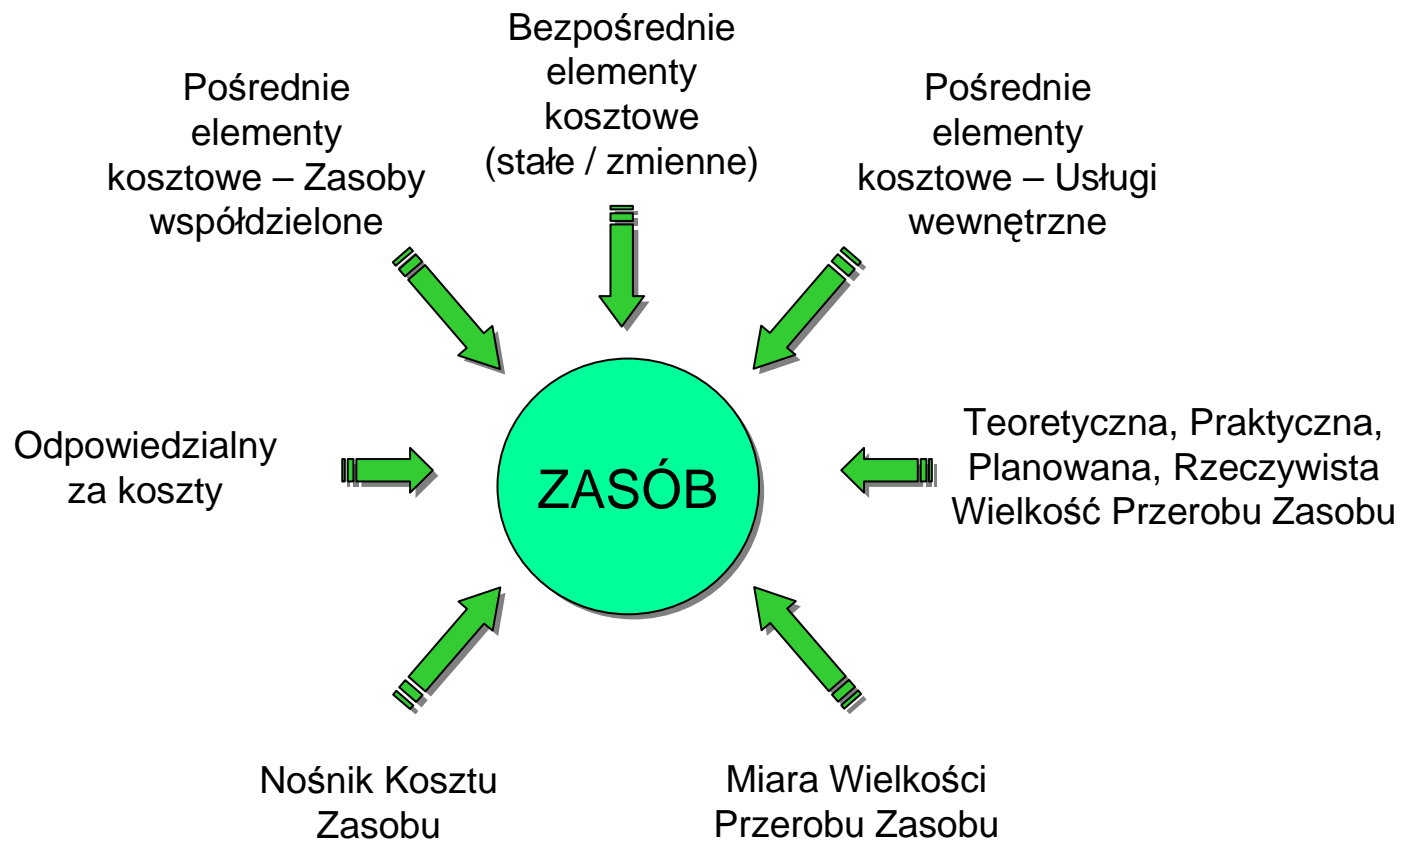 Bezpośrednie
elementy
kosztowe
(stałe / zmienne)
Pośrednie
elementy
kosztowe – Zasoby
współdzielone
Pośrednie
elementy
kosztowe – Usługi
wewnętrzne
Odpowiedzialny
za koszty
ZASÓB
Teoretyczna, Praktyczna,
Planowana, Rzeczywista
Wielkość Przerobu Zasobu
Nośnik Kosztu
Zasobu
Miara Wielkości
Przerobu Zasobu